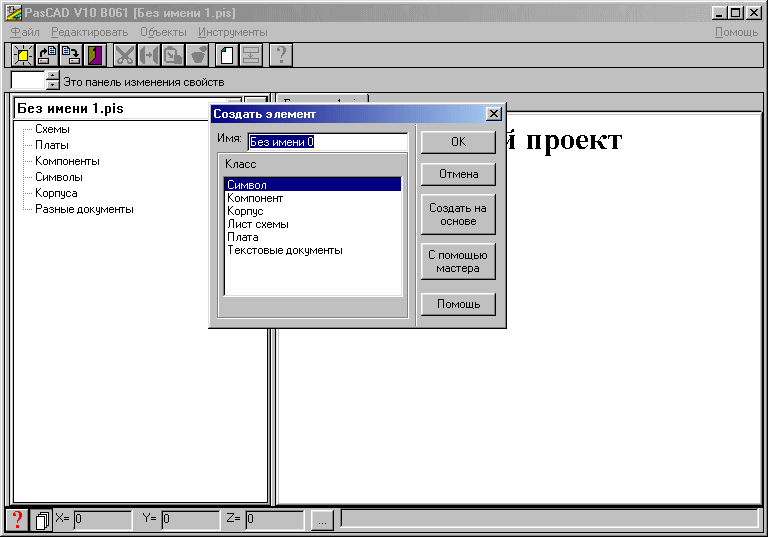 PasCAD V10 B061 [Без имени 1.pis]
Файл Редактировать Объекты Инструменты Помощь
Это панель изменения свойств
Без имени 1.pis
Схемы
Платы
Компоненты
Символы
Корпуса
Разные документы
й проект
Создать элемент
Имя: Без имени 0
Класс
Символ
Компонент
Корпус
Лист схемы
Плата
Текстовые документы
OK
Отмена
Создать на
основе
С помощью
мастера
Помощь
X= 0 Y= 0 Z= 0 ...